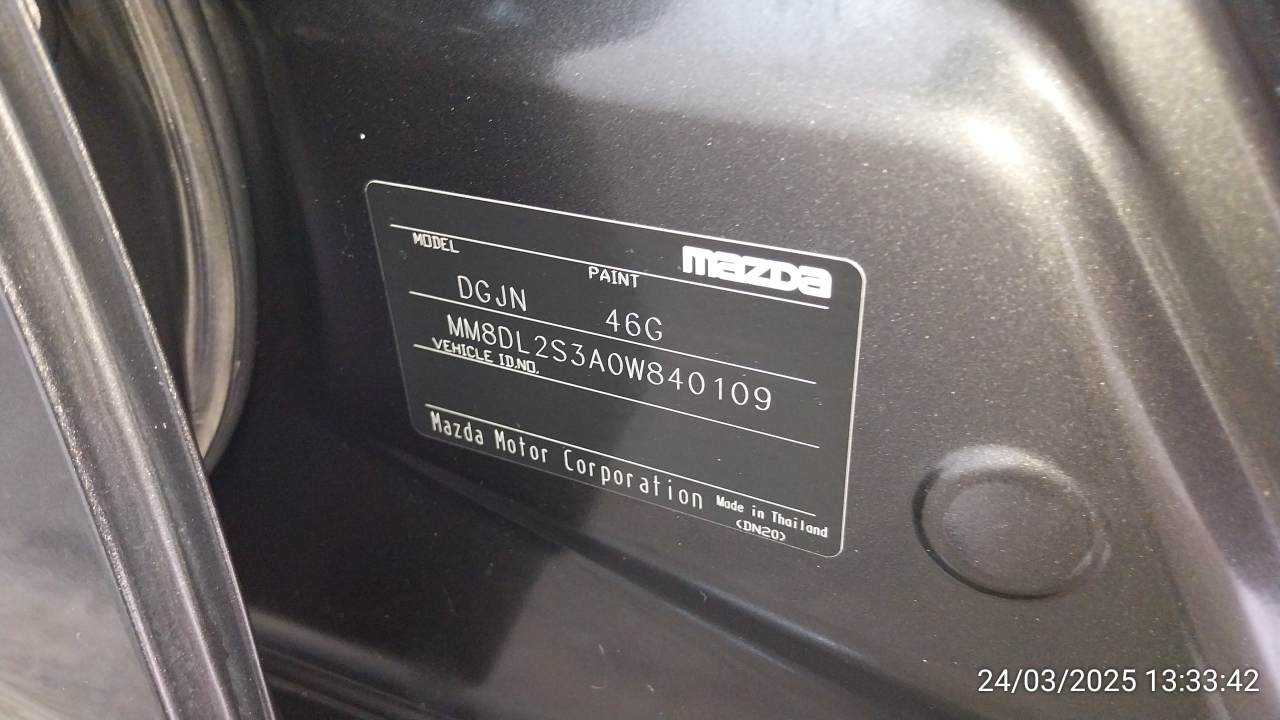 mazda
MODEL PAINT
DGJN 46G
MM8DL2S3A0W840109
VEHICLE ID.NO.
Mazda Motor Corporation Made in Thailand
<DN20>
24/03/2025 13:33:42